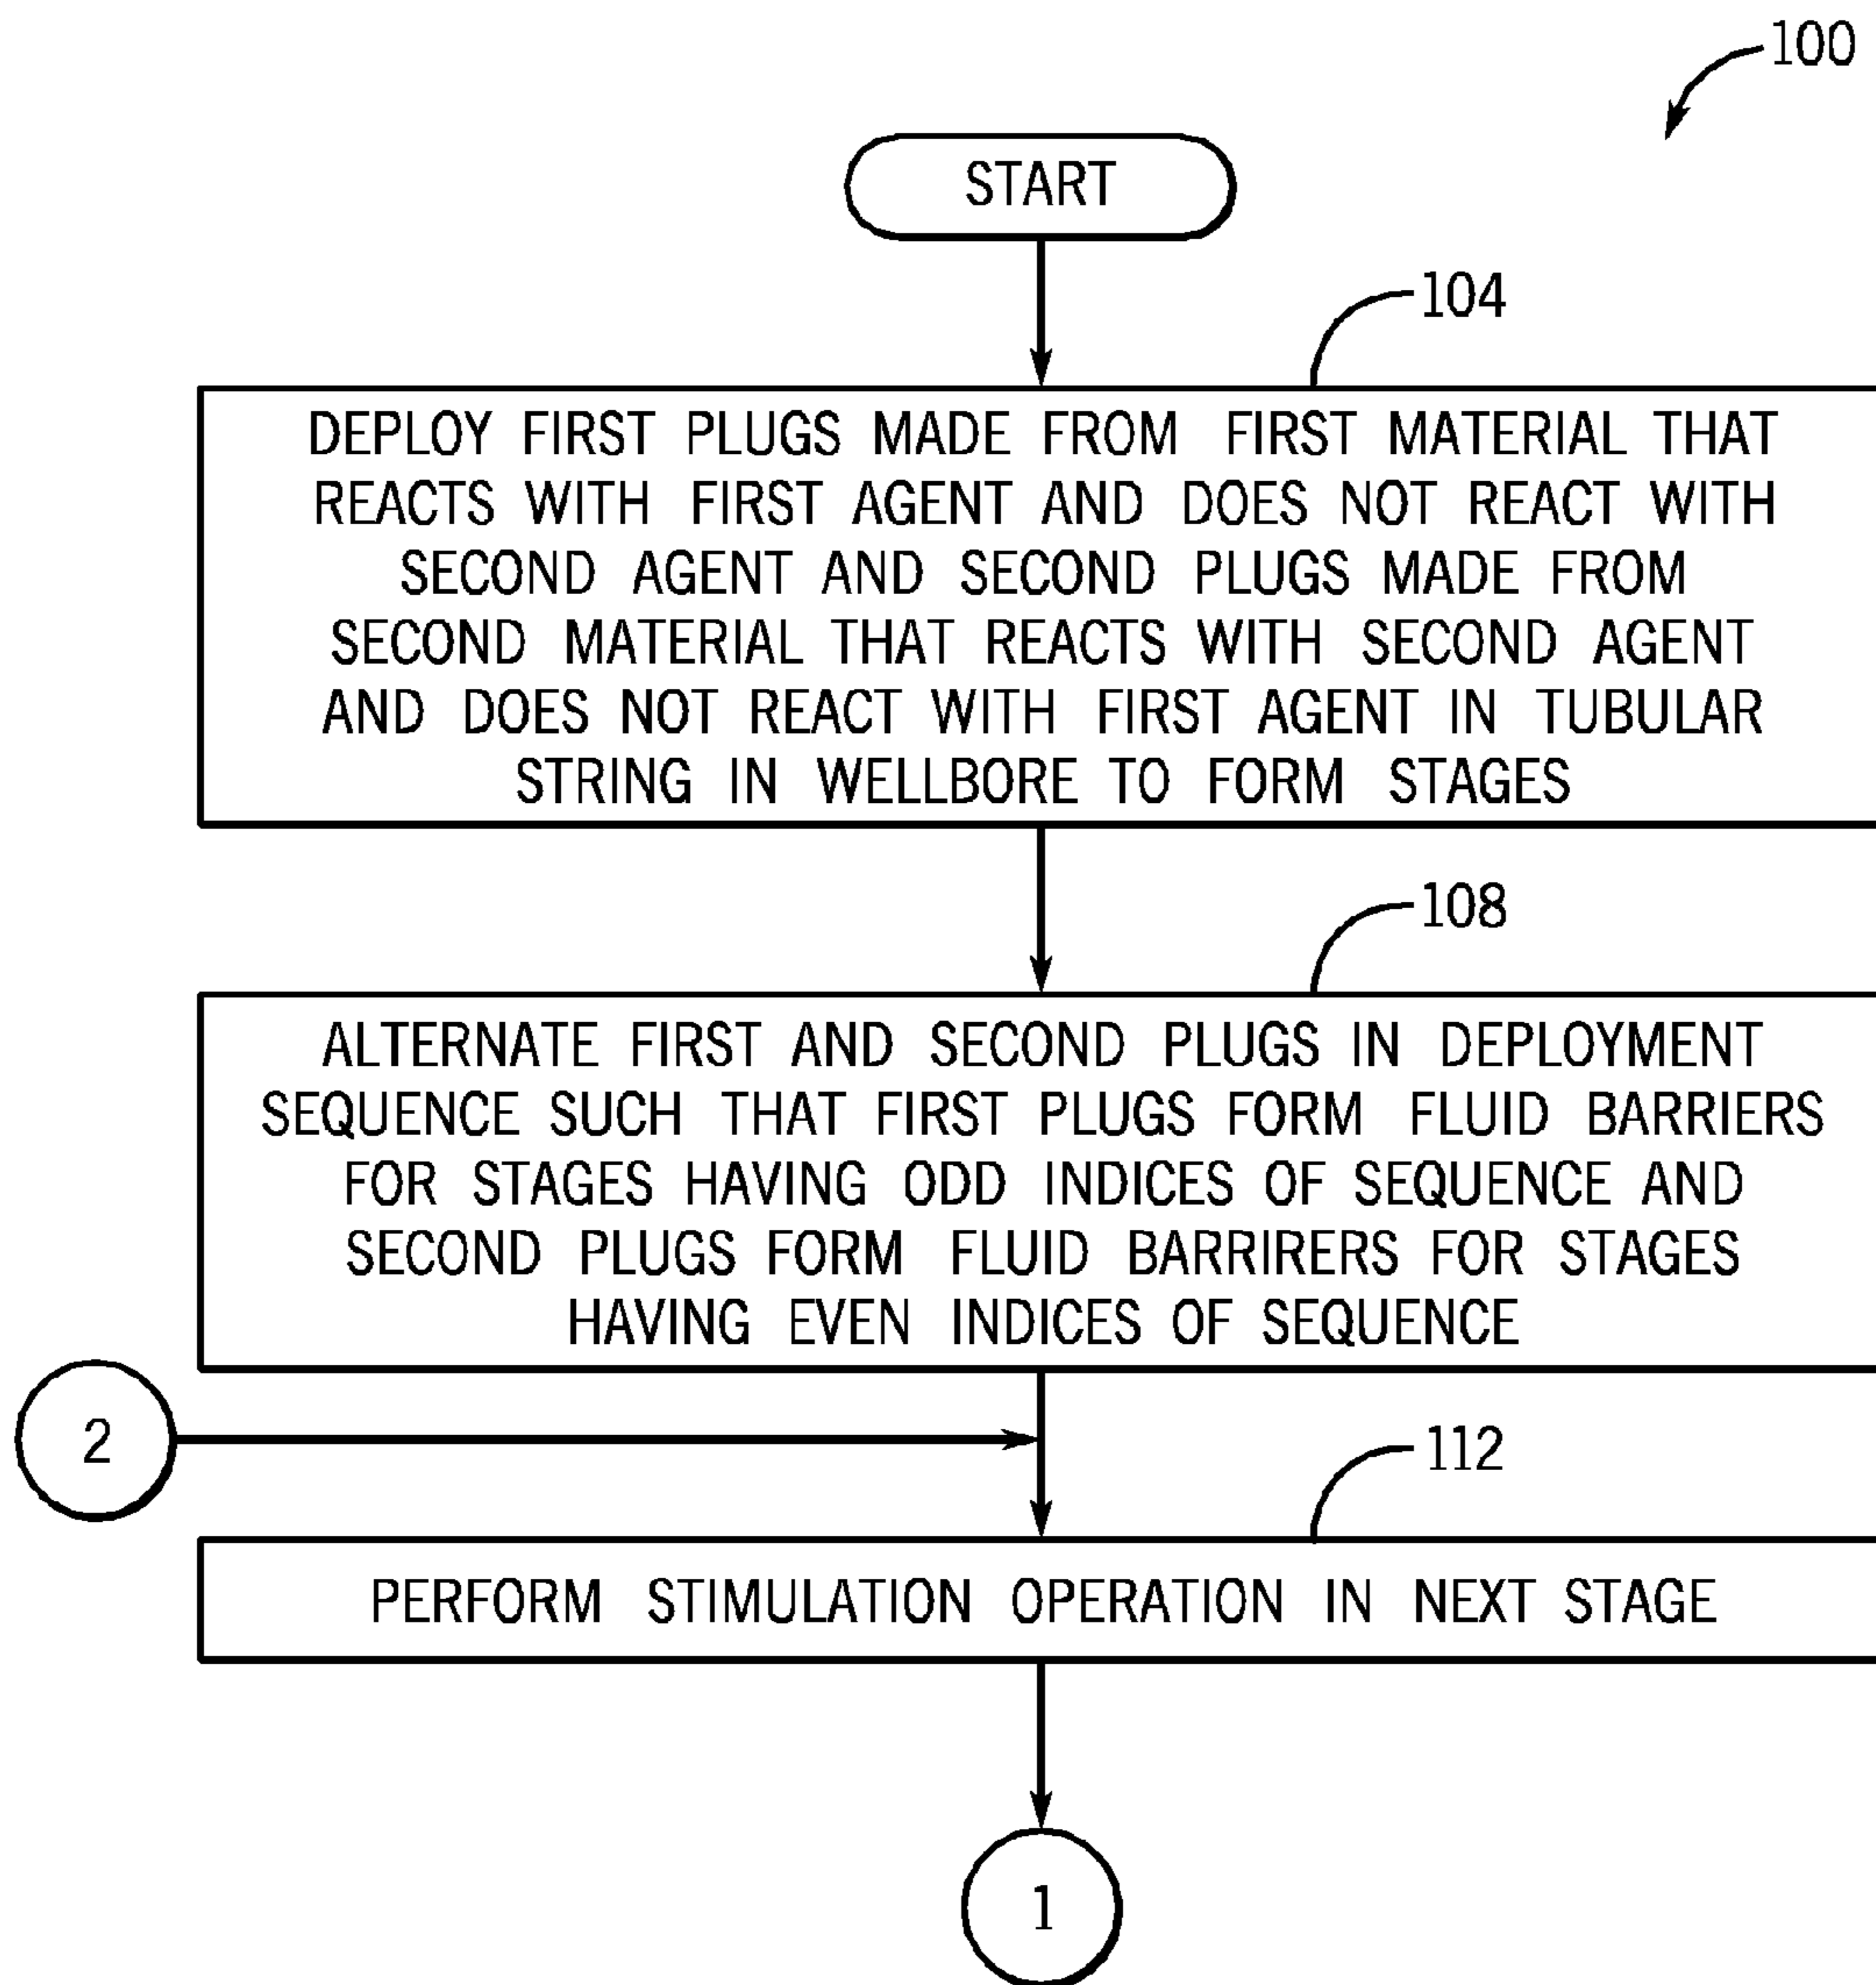 100
START
104
DEPLOY FIRST PLUGS MADE FROM FIRST MATERIAL THAT
REACTS WITH FIRST AGENT AND DOES NOT REACT WITH
SECOND AGENT AND SECOND PLUGS MADE FROM
SECOND MATERIAL THAT REACTS WITH SECOND AGENT
AND DOES NOT REACT WITH FIRST AGENT IN TUBULAR
STRING IN WELLBORE TO FORM STAGES
108
ALTERNATE FIRST AND SECOND PLUGS IN DEPLOYMENT
SEQUENCE SUCH THAT FIRST PLUGS FORM FLUID BARRIERS
FOR STAGES HAVING ODD INDICES OF SEQUENCE AND
SECOND PLUGS FORM FLUID BARRIRERS FOR STAGES
HAVING EVEN INDICES OF SEQUENCE
2
112
PERFORM STIMULATION OPERATION IN NEXT STAGE
1